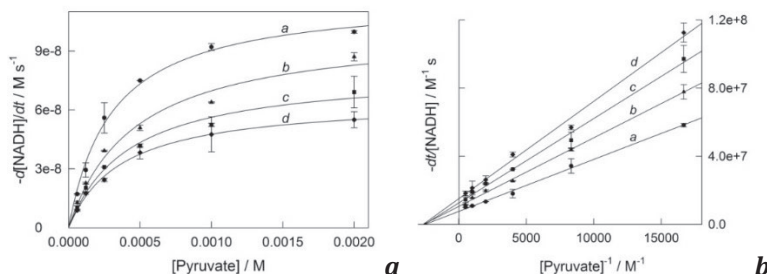 -d[NADH]/dt / M s⁻¹
9e-8
6e-8
3e-8
0
a
b
c
d
0.0000 0.0005 0.0010 0.0015 0.0020
[Pyruvate] / M
a
-dt/[NADH] / M⁻¹ s
1.2e+8
8.0e+7
4.0e+7
0.0
d
c
b
a
0 5000 10000 15000
[Pyruvate]⁻¹ / M⁻¹
b